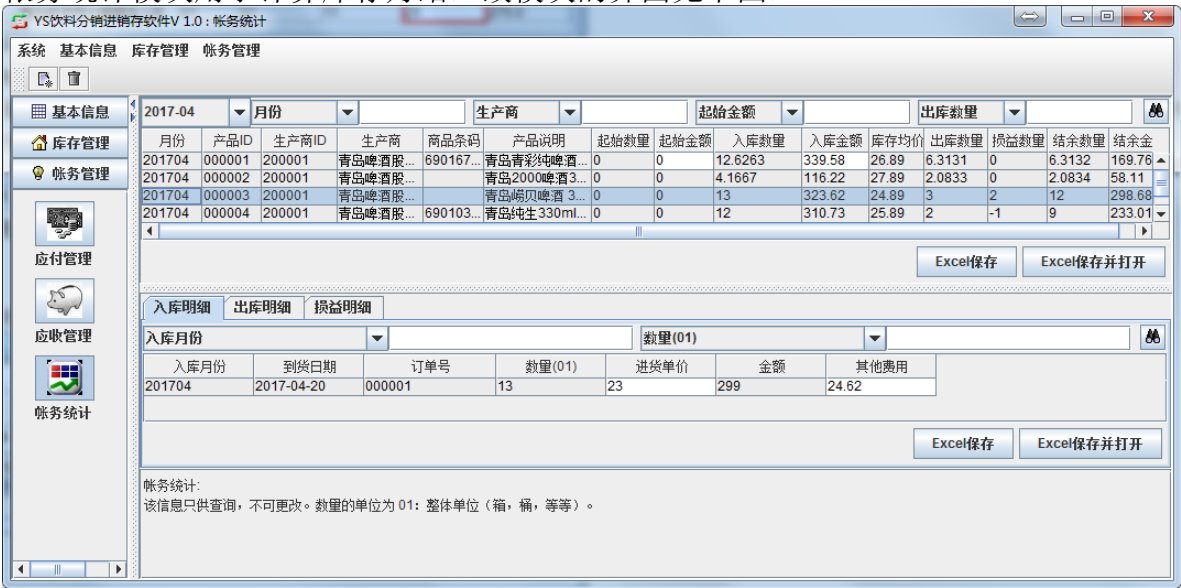 YS饮料分销进销存软件V 1.0 : 帐务统计
系统 基本信息 库存管理 帐务管理
基本信息
库存管理
帐务管理
应付管理
应收管理
帐务统计
2017-04 月份 生产商 起始金额 出库数量
月份 产品ID 生产商ID 生产商 商品条码 产品说明 起始数量 起始金额 入库数量 入库金额 库存均价 出库数量 损益数量 结余数量 结余金
201704 000001 200001 青岛啤酒股... 690167... 青岛青彩纯啤酒... 0 0 12.6263 339.58 26.89 6.3131 0 6.3132 169.76
201704 000002 200001 青岛啤酒股... 青岛2000啤酒3... 0 0 4.1667 116.22 27.89 2.0833 0 2.0834 58.11
201704 000003 200001 青岛啤酒股... 青岛崂贝啤酒 3... 0 0 13 323.62 24.89 3 2 12 298.68
201704 000004 200001 青岛啤酒股... 690103... 青岛纯生330ml... 0 0 12 310.73 25.89 2 -1 9 233.01
Excel保存 Excel保存并打开
入库明细 出库明细 损益明细
入库月份 数量(01)
入库月份 到货日期 订单号 数量(01) 进货单价 金额 其他费用
201704 2017-04-20 000001 13 23 299 24.62
Excel保存 Excel保存并打开
帐务统计:
该信息只供查询，不可更改。数量的单位为 01：整体单位（箱，桶，等等）。